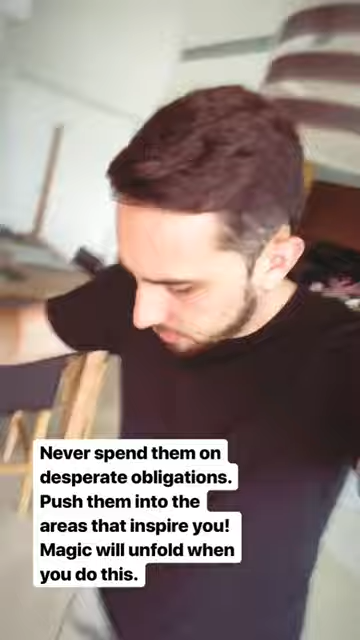 Never spend them on
desperate obligations.
Push them into the
areas that inspire you!
Magic will unfold when
you do this.